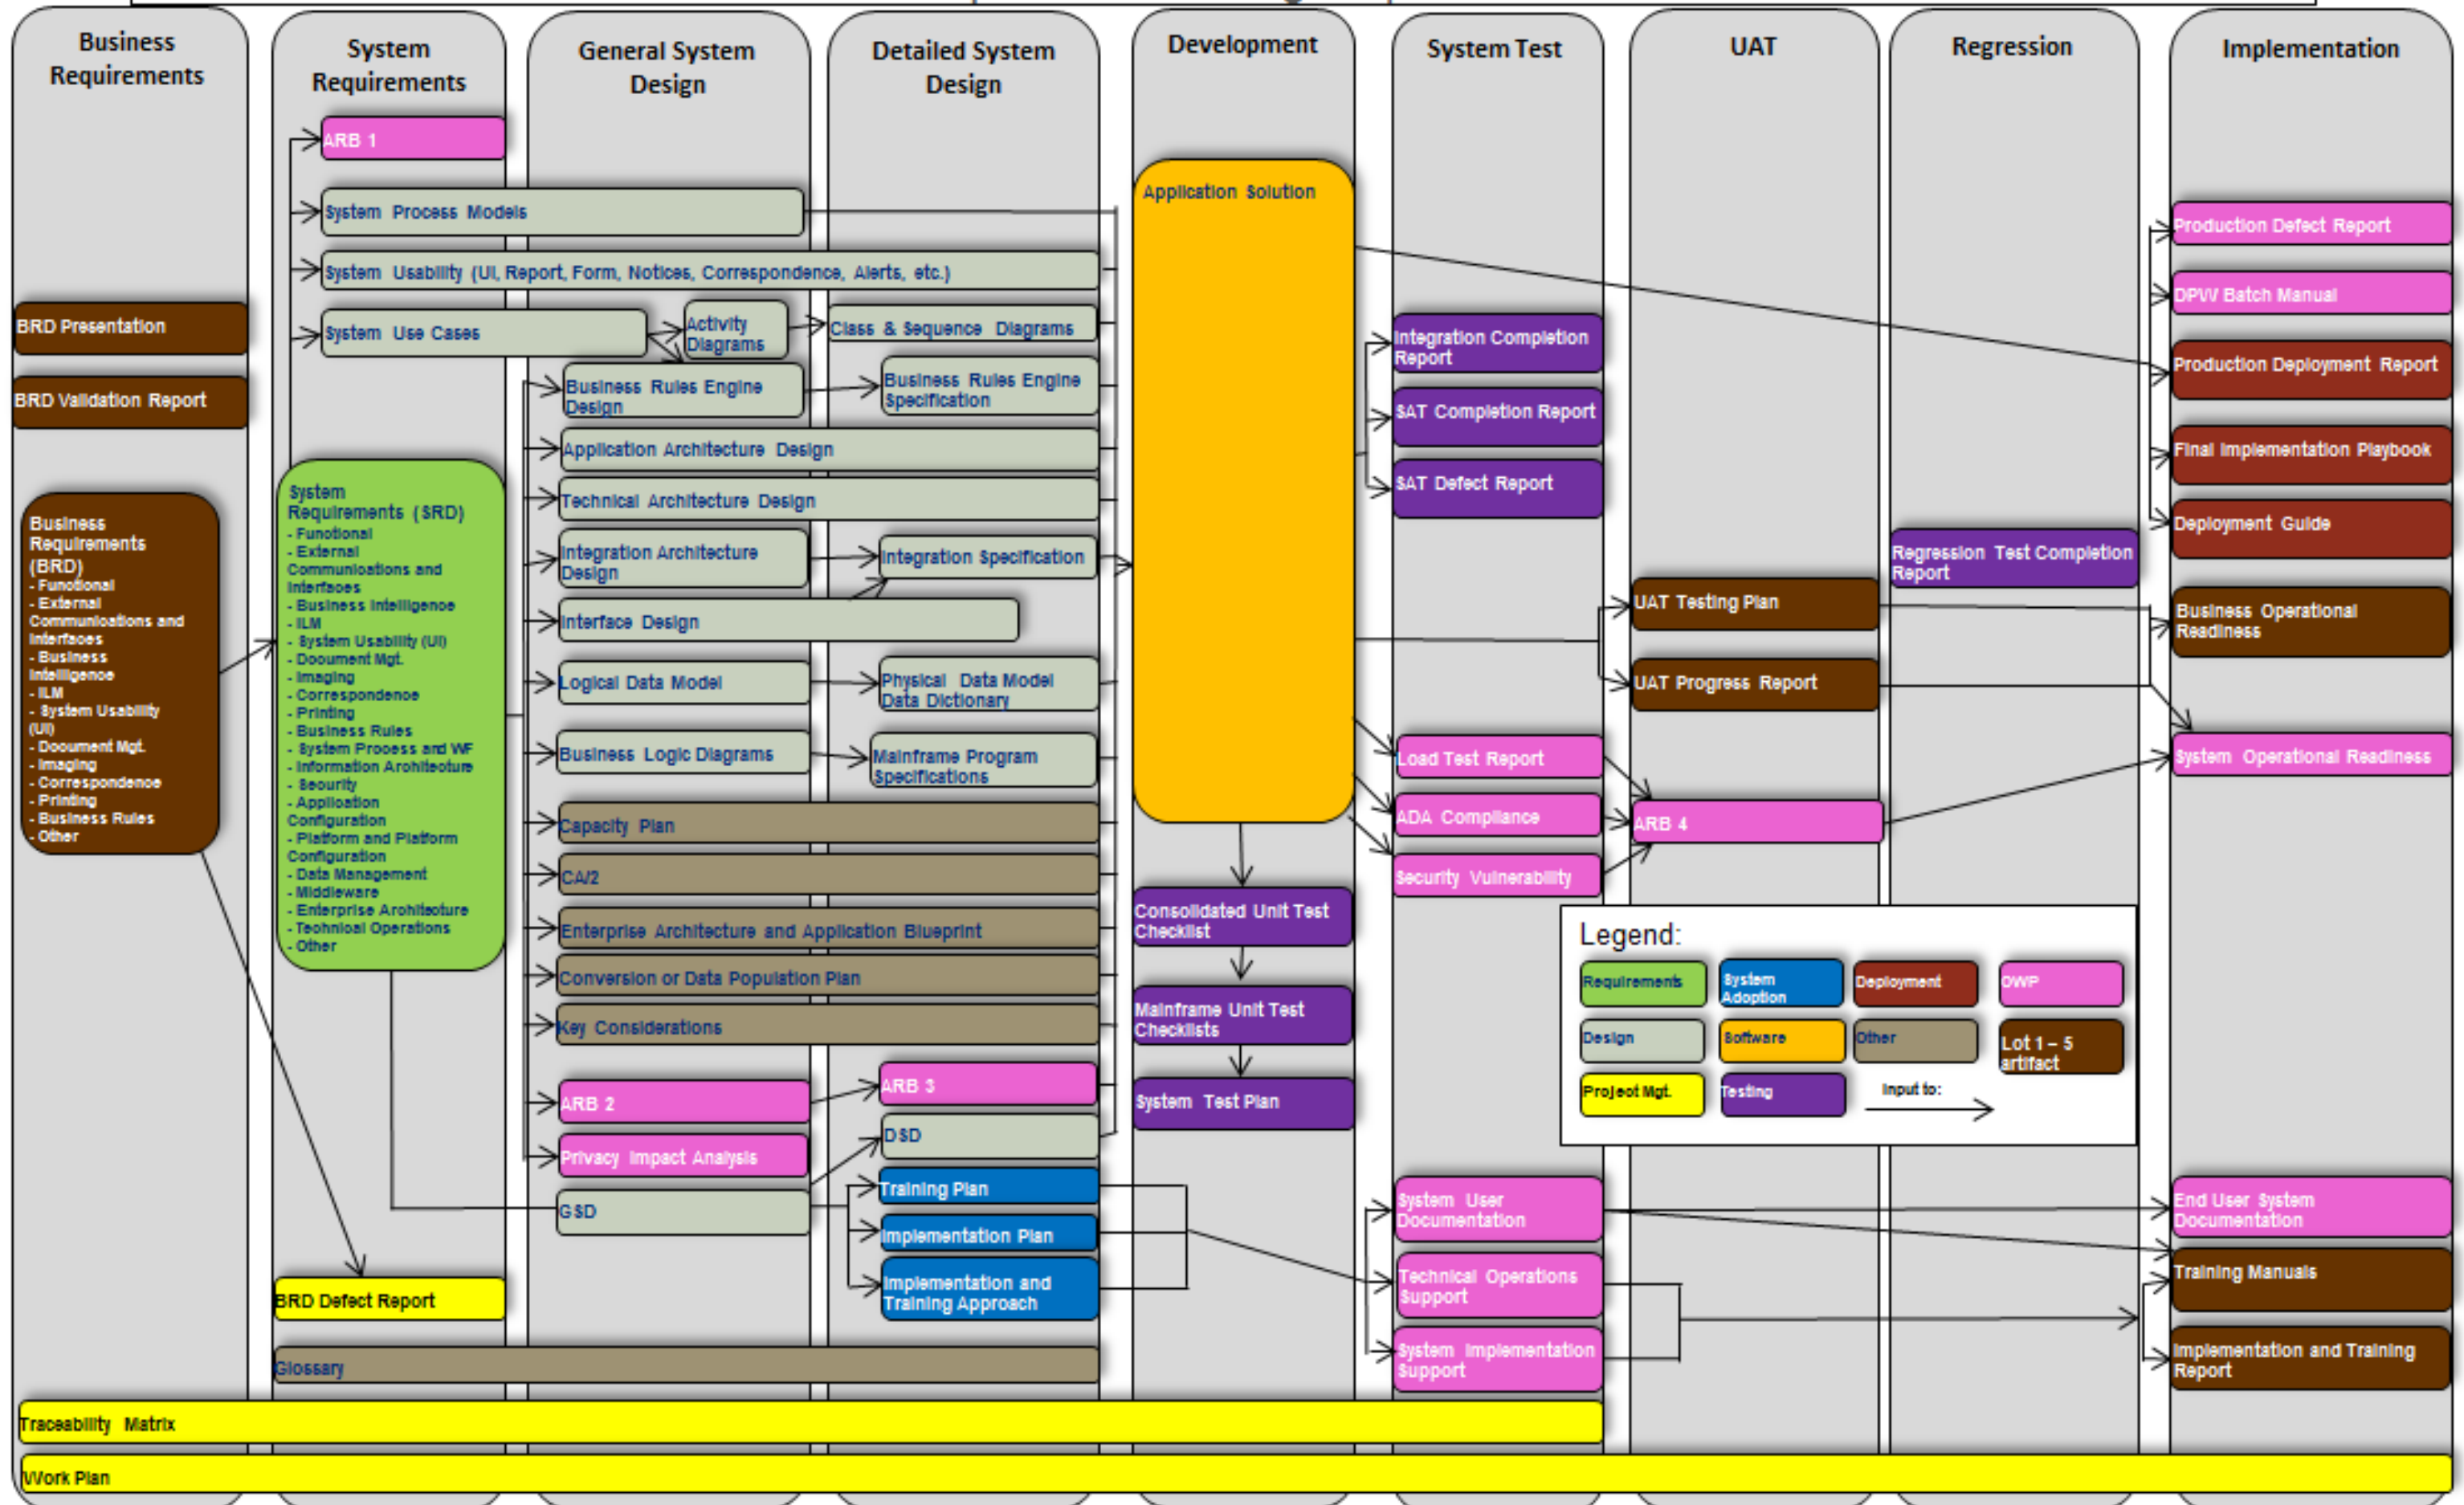 Business
Requirements
System
Requirements
General System
Design
Detailed System
Design
Development
System Test
UAT
Regression
Implementation
BRD Presentation
BRD Validation Report
Business
Requirements
(BRD)
- Functional
- External
Communications and
Interfaces
- Business
Intelligence
- ILM
- System Usability
(UI)
- Document Mgt.
- Imaging
- Correspondence
- Printing
- Business Rules
- Other
ARB 1
System Process Models
System Usability (UI, Report, Form, Notices, Correspondence, Alerts, etc.)
System Use Cases
Activity
Diagrams
Class & Sequence Diagrams
System
Requirements (SRD)
- Functional
- External
Communications and
Interfaces
- Business Intelligence
- ILM
- System Usability (UI)
- Document Mgt.
- Imaging
- Correspondence
- Printing
- Business Rules
- System Process and WF
- Information Architecture
- Security
- Application
Configuration
- Platform and Platform
Configuration
- Data Management
- Middleware
- Enterprise Architecture
- Technical Operations
- Other
BRD Defect Report
Business Rules Engine
Design
Business Rules Engine
Specification
Application Architecture Design
Technical Architecture Design
Integration Architecture
Design
Integration Specification
Interface Design
Logical Data Model
Physical Data Model
Data Dictionary
Business Logic Diagrams
Mainframe Program
Specifications
Capacity Plan
CA/2
Enterprise Architecture and Application Blueprint
Conversion or Data Population Plan
Key Considerations
ARB 2
ARB 3
Privacy Impact Analysis
DSD
GSD
Training Plan
Implementation Plan
Implementation and
Training Approach
Glossary
Application Solution
Consolidated Unit Test
Checklist
Mainframe Unit Test
Checklists
System Test Plan
Integration Completion
Report
SAT Completion Report
SAT Defect Report
Load Test Report
ADA Compliance
Security Vulnerability
System User
Documentation
Technical Operations
Support
System Implementation
Support
UAT Testing Plan
UAT Progress Report
ARB 4
Regression Test Completion
Report
Production Defect Report
DPW Batch Manual
Production Deployment Report
Final Implementation Playbook
Deployment Guide
Business Operational
Readiness
System Operational Readiness
End User System
Documentation
Training Manuals
Implementation and Training
Report
Legend:
Requirements
System
Adoption
Deployment
OWP
Design
Software
Other
Lot 1 – 5
artifact
Project Mgt.
Testing
Input to:
Traceability Matrix
Work Plan